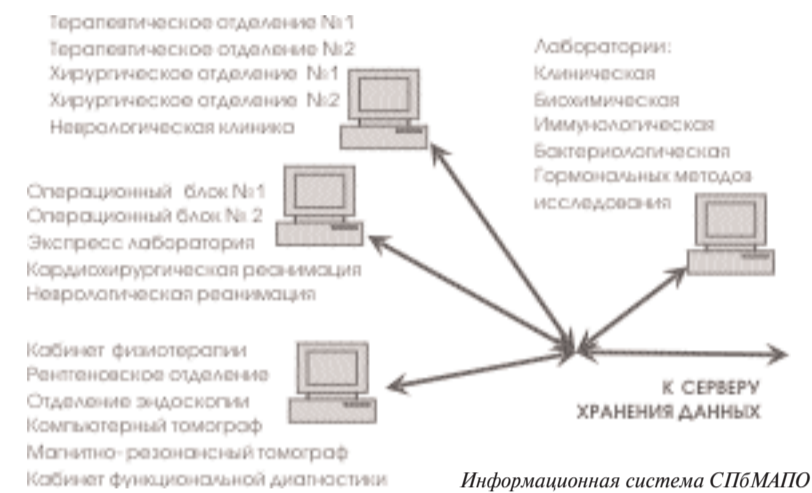 Терапевтическое отделение №1
Терапевтическое отделение №2
Хирургическое отделение №1
Хирургическое отделение №2
Неврологическая клиника
Лаборатории:
Клиническая
Биохимическая
Иммунологическая
Бактериологическая
Гормональных методов
исследования
Операционный блок №1
Операционный блок № 2
Экспресс лаборатория
Кардиохирургическая реанимация
Неврологическая реанимация
Кабинет физиотерапии
Рентгеновское отделение
Отделение эндоскопии
Компьютерный томограф
Магнитно- резонансный томограф
Кабинет функциональной диагностики
К СЕРВЕРУ
ХРАНЕНИЯ ДАННЫХ
Информационная система СПбМАПО